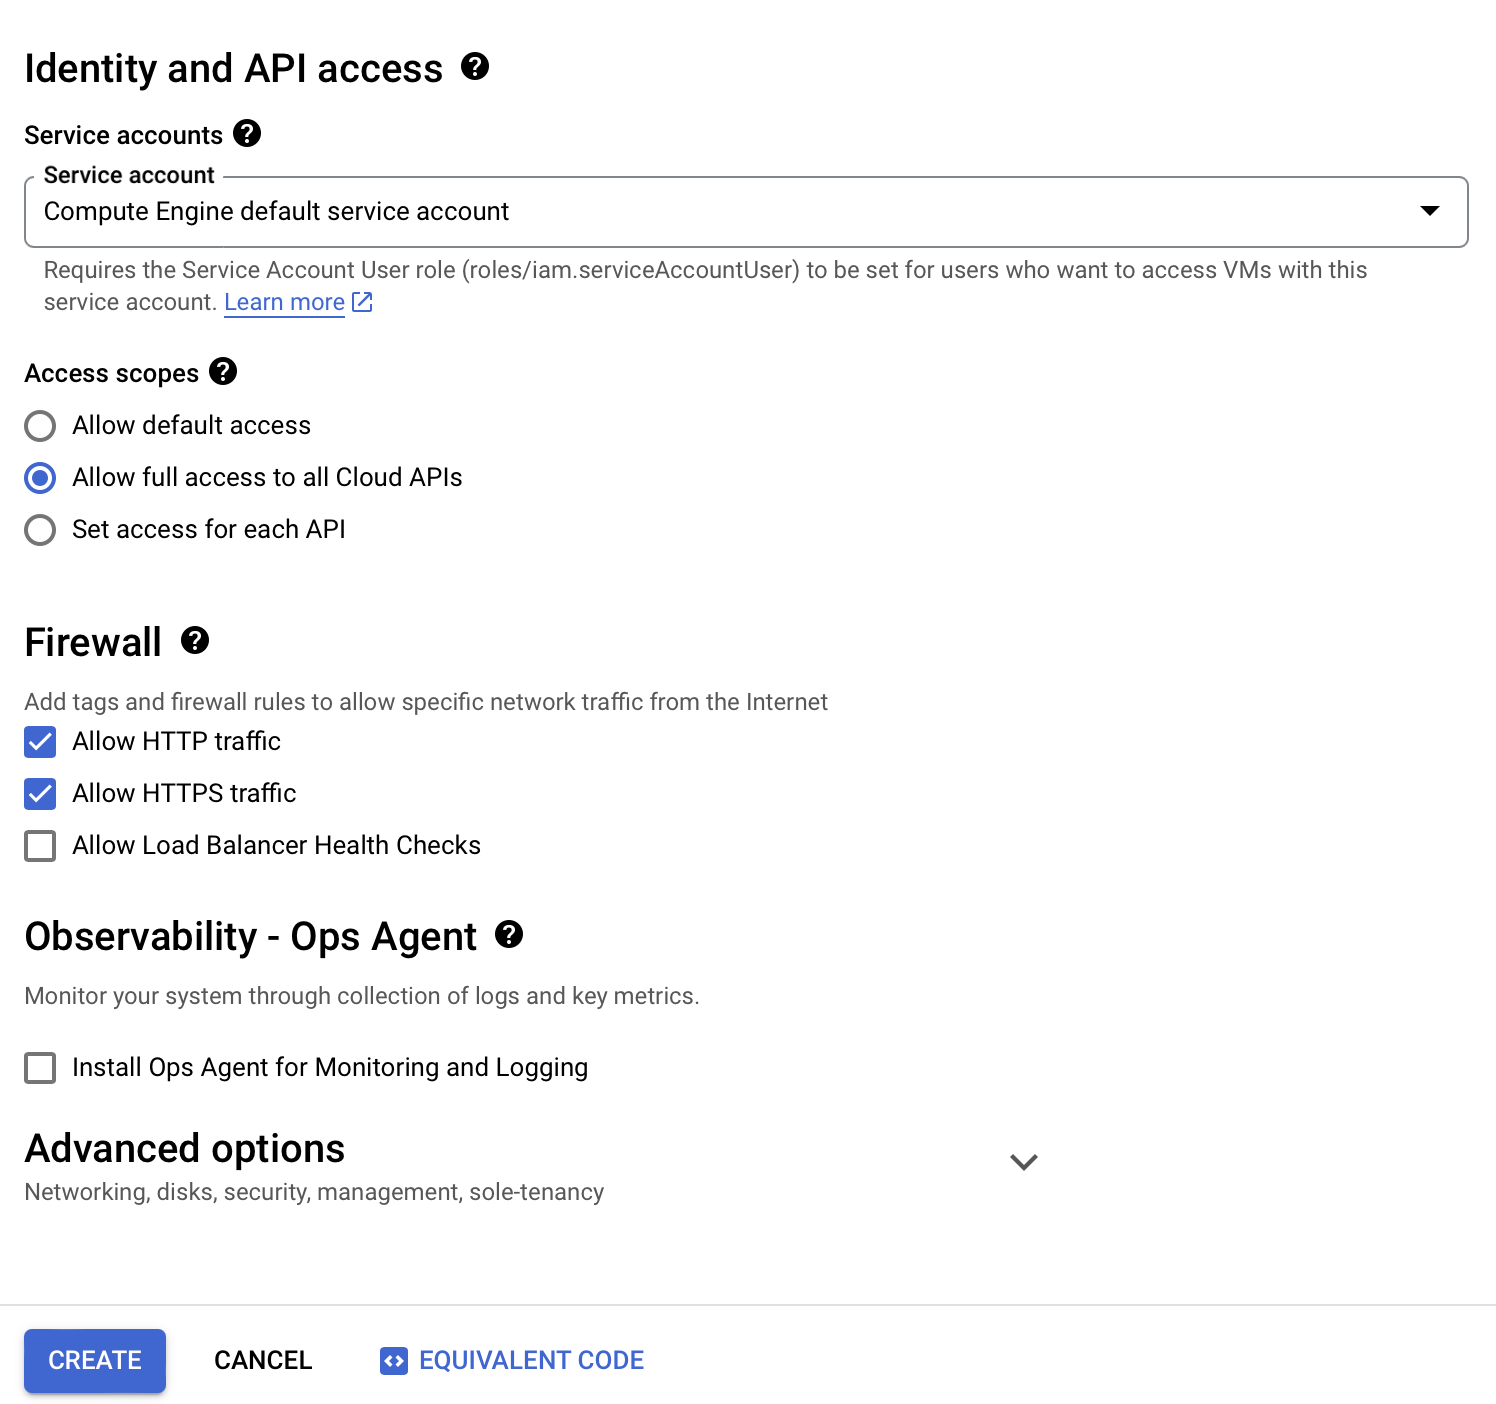 Identity and API access
Service accounts
Service account
Compute Engine default service account
Requires the Service Account User role (roles/iam.serviceAccountUser) to be set for users who want to access VMs with this
service account. Learn more
Access scopes
Allow default access
Allow full access to all Cloud APIs
Set access for each API
Firewall
Add tags and firewall rules to allow specific network traffic from the Internet
Allow HTTP traffic
Allow HTTPS traffic
Allow Load Balancer Health Checks
Observability - Ops Agent
Monitor your system through collection of logs and key metrics.
Install Ops Agent for Monitoring and Logging
Advanced options
Networking, disks, security, management, sole-tenancy
CREATE CANCEL EQUIVALENT CODE